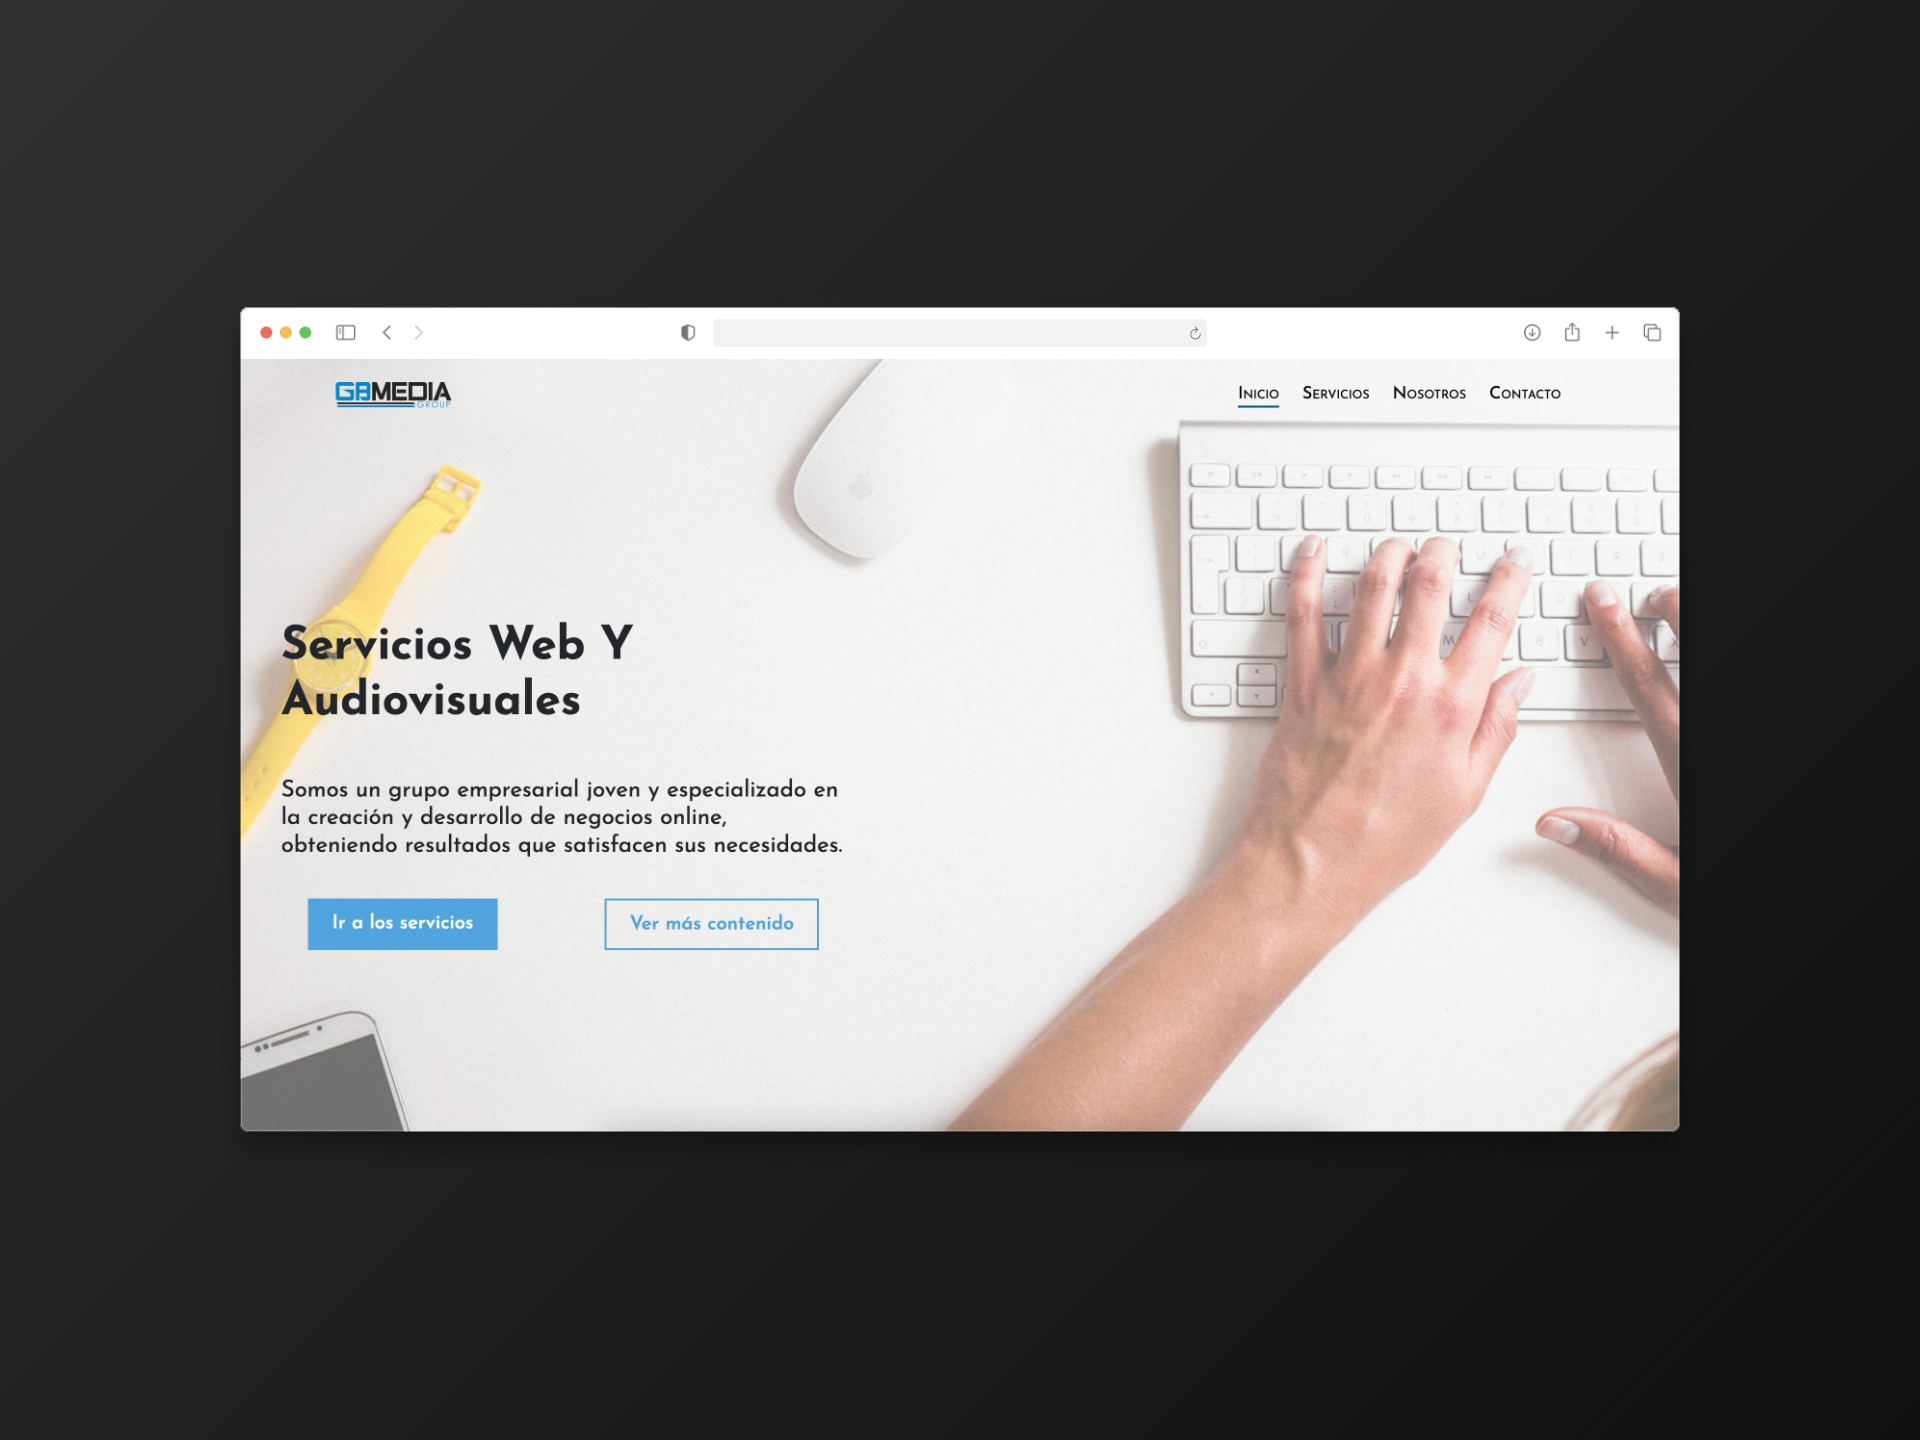 GBMEDIA
GROUP
Inicio Servicios Nosotros Contacto
Servicios Web Y
Audiovisuales
Somos un grupo empresarial joven y especializado en
la creación y desarrollo de negocios online,
obteniendo resultados que satisfacen sus necesidades.
Ir a los servicios Ver más contenido